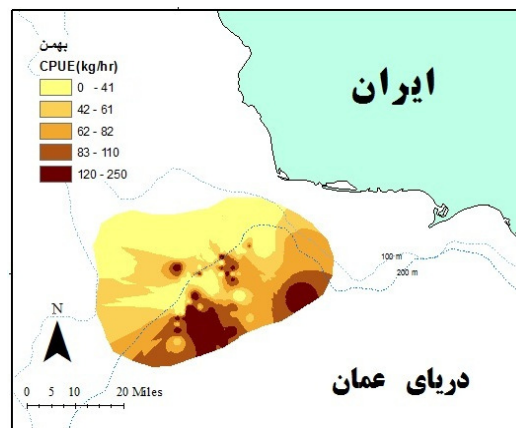 بهمن
CPUE(kg/hr)
0 - 41
42 - 61
62 - 82
83 - 110
120 - 250
ایران
100 m
200 m
N
0 5 10 20 Miles
دریای عمان